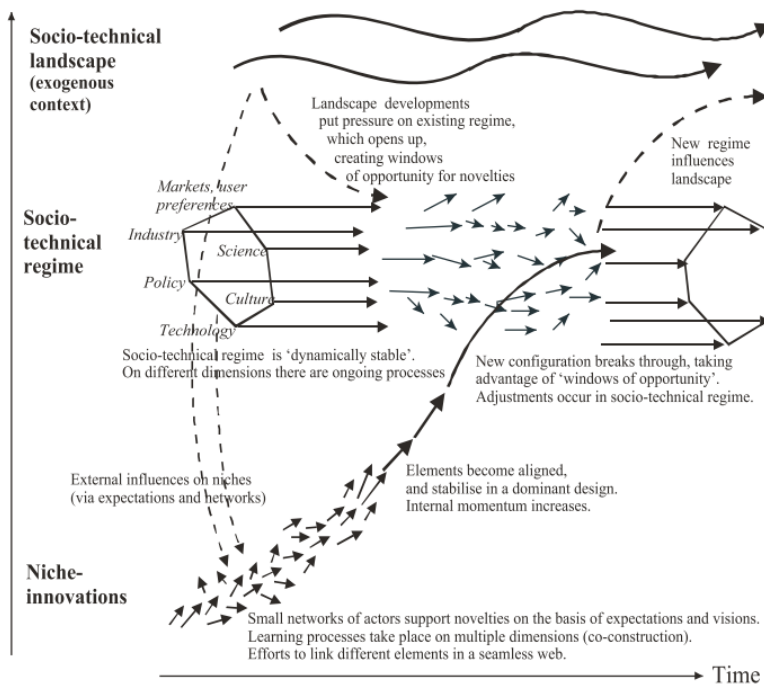 Socio-technical
landscape
(exogenous
context)
Landscape developments
put pressure on existing regime,
which opens up,
creating windows
of opportunity for novelties
New regime
influences
landscape
Socio-
technical
regime
Markets, user
preferences
Industry
Science
Policy
Culture
Technology
Socio-technical regime is ‘dynamically stable’.
On different dimensions there are ongoing processes
New configuration breaks through, taking
advantage of ‘windows of opportunity’.
Adjustments occur in socio-technical regime.
External influences on niches
(via expectations and networks)
Elements become aligned,
and stabilise in a dominant design.
Internal momentum increases.
Niche-
innovations
Small networks of actors support novelties on the basis of expectations and visions.
Learning processes take place on multiple dimensions (co-construction).
Efforts to link different elements in a seamless web.
Time